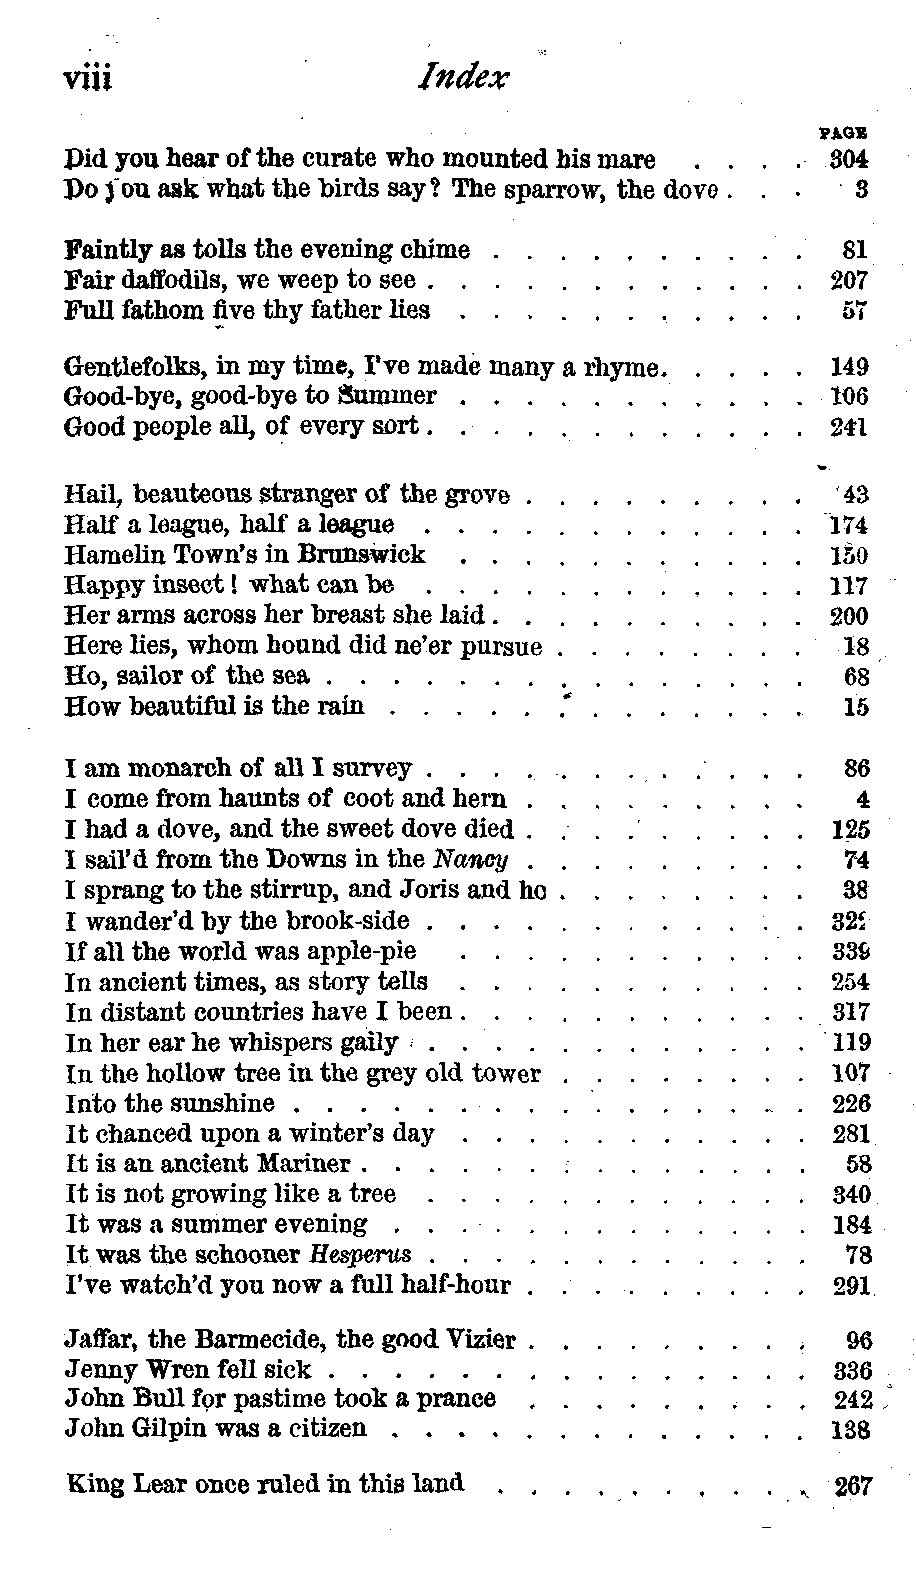 viii Index
PAGE
Did you hear of the curate who mounted his mare . . . . 304
Do you ask what the birds say? The sparrow, the dove . . . 3
Faintly as tolls the evening chime . . . . . . . . . . 81
Fair daffodils, we weep to see . . . . . . . . . . . . 207
Full fathom five thy father lies . . . . . . . . . . . 57
Gentlefolks, in my time, I've made many a rhyme. . . . . 149
Good-bye, good-bye to Summer . . . . . . . . . . . 106
Good people all, of every sort . . . . . . . . . . . . 241
Hail, beauteous stranger of the grove . . . . . . . . . 43
Half a league, half a league . . . . . . . . . . . . 174
Hamelin Town's in Brunswick . . . . . . . . . . . 150
Happy insect! what can be . . . . . . . . . . . . 117
Her arms across her breast she laid . . . . . . . . . . 200
Here lies, whom hound did ne'er pursue . . . . . . . . 18
Ho, sailor of the sea . . . . . . . . . . . . . . . 68
How beautiful is the rain . . . . . . . . . . . . . 15
I am monarch of all I survey . . . . . . . . . . . . 86
I come from haunts of coot and hern . . . . . . . . . 4
I had a dove, and the sweet dove died . . . . . . . . . 125
I sail'd from the Downs in the Nancy . . . . . . . . . 74
I sprang to the stirrup, and Joris and he . . . . . . . . 38
I wander'd by the brook-side . . . . . . . . . . . .
If all the world was apple-pie . . . . . . . . . . . 339
In ancient times, as story tells . . . . . . . . . . . 254
In distant countries have I been . . . . . . . . . . . 317
In her ear he whispers gaily . . . . . . . . . . . . 119
In the hollow tree in the grey old tower . . . . . . . . 107
Into the sunshine . . . . . . . . . . . . . . . . 226
It chanced upon a winter's day . . . . . . . . . . . 281
It is an ancient Mariner . . . . . . . . . . . . . . 58
It is not growing like a tree . . . . . . . . . . . . 340
It was a summer evening . . . . . . . . . . . . . 184
It was the schooner Hesperus . . . . . . . . . . . . 78
I've watch'd you now a full half-hour . . . . . . . . . 291
Jaffar, the Barmecide, the good Vizier . . . . . . . . . 96
Jenny Wren fell sick . . . . . . . . . . . . . . . 336
John Bull for pastime took a prance . . . . . . . . . 242
John Gilpin was a citizen . . . . . . . . . . . . . 138
King Lear once ruled in this land . . . . . . . . . . 267